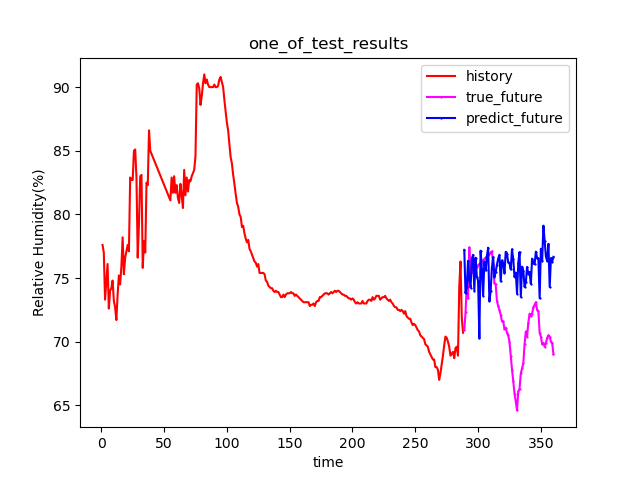 one_of_test_results
history
true_future
predict_future
Relative Humidity(%)
90
85
80
75
70
65
0 50 100 150 200 250 300 350
time